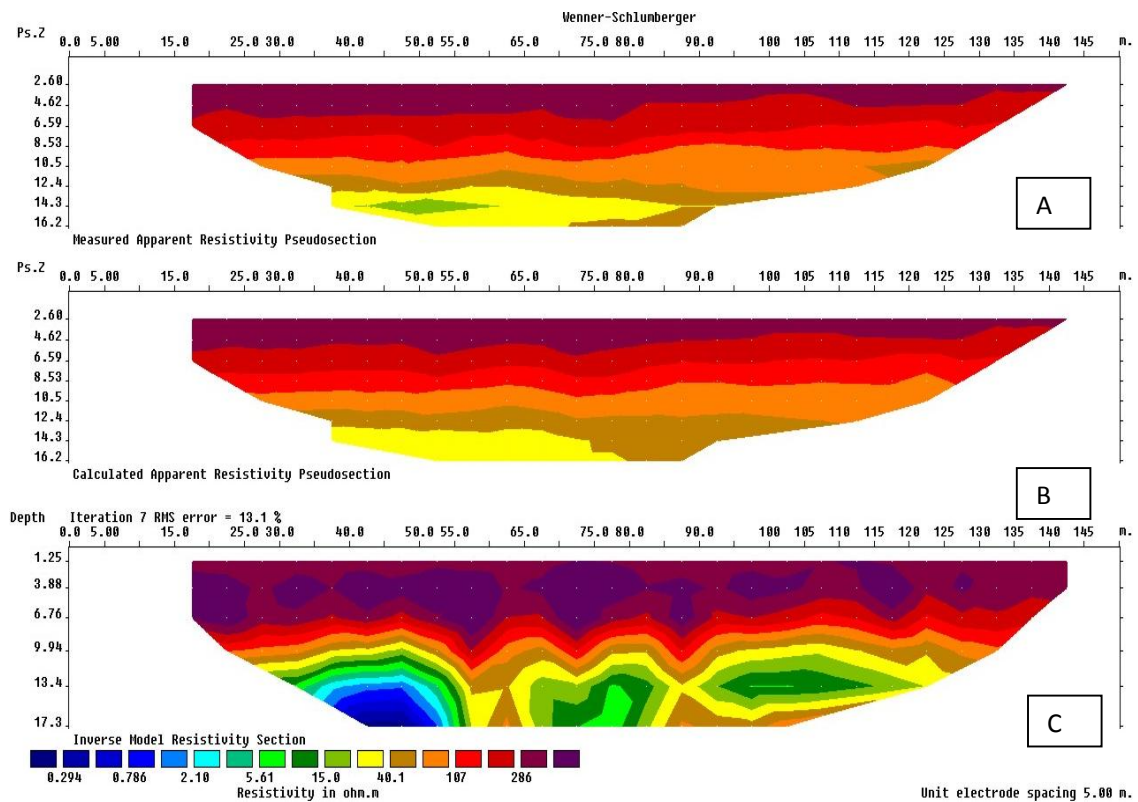 Wenner-Schlumberger
Ps.Z 0.0 5.00 15.0 25.0 30.0 40.0 50.0 55.0 65.0 75.0 80.0 90.0 100 105 115 120 130 135 140 145 m.
2.60
4.62
6.59
8.53
10.5
12.4
14.3
16.2
A
Measured Apparent Resistivity Pseudosection
Ps.Z 0.0 5.00 15.0 25.0 30.0 40.0 50.0 55.0 65.0 75.0 80.0 90.0 100 105 115 120 130 135 140 145 m.
2.60
4.62
6.59
8.53
10.5
12.4
14.3
16.2
B
Calculated Apparent Resistivity Pseudosection
Depth Iteration 7 RMS error = 13.1 %
0.0 5.00 15.0 25.0 30.0 40.0 50.0 55.0 65.0 75.0 80.0 90.0 100 105 115 120 130 135 140 145 m.
1.25
3.88
6.76
9.94
13.4
17.3
C
Inverse Model Resistivity Section
0.294 0.786 2.10 5.61 15.0 40.1 107 286
Resistivity in ohm.m
Unit electrode spacing 5.00 m.